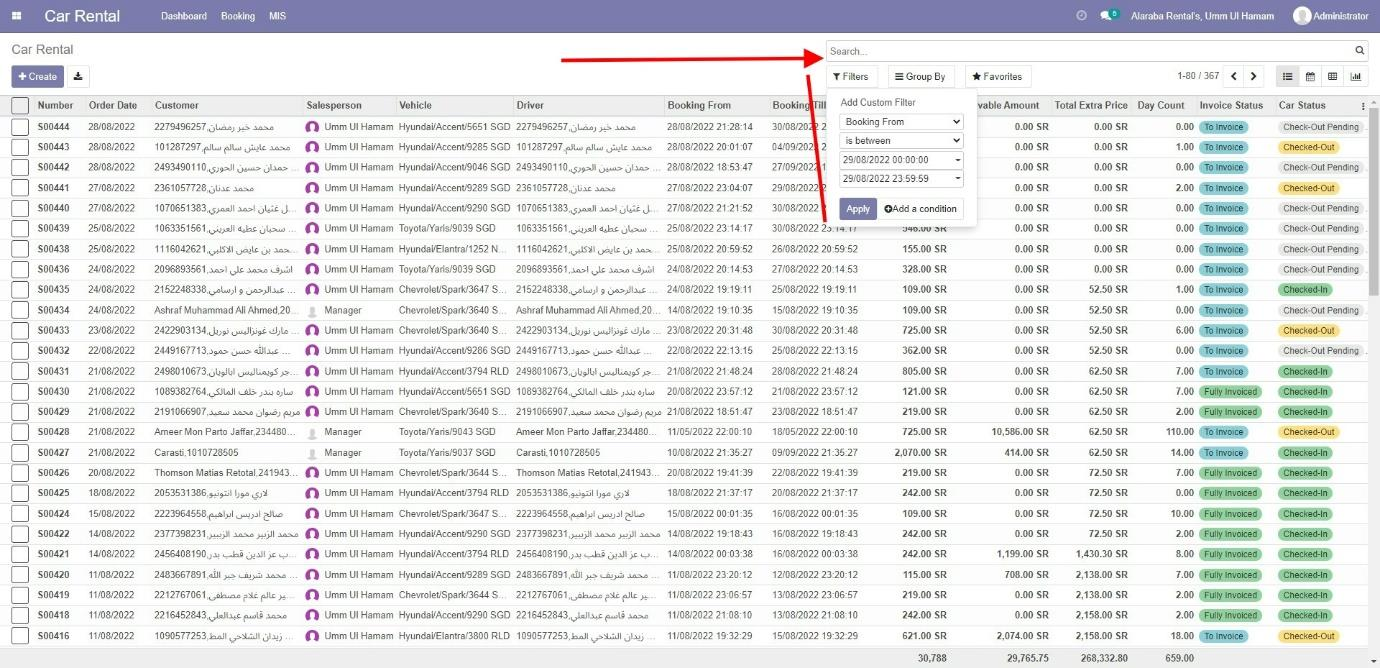 Car Rental Dashboard Booking MIS 6 Alaraba Rental's, Umm Ul Hamam Administrator
Car Rental Search...
Create Filters Group By Favorites 1-80 / 367
Number Order Date Customer Salesperson Vehicle Driver Booking From Booking Till vable Amount Total Extra Price Day Count Invoice Status Car Status
Add Custom Filter
Booking From
is between
29/08/2022 00:00:00
29/08/2022 23:59:59
Apply Add a condition
S00444 28/08/2022 2279496257,محمد خير رمضان Umm Ul Hamam Hyundai/Accent/5651 SGD 2279496257,محمد خير رمضان 28/08/2022 21:28:14 30/08/2022 0.00 SR 0.00 SR 0.00 To Invoice Check-Out Pending
S00443 28/08/2022 101287297,محمد عايش سالم سالم... Umm Ul Hamam Hyundai/Accent/9285 SGD 101287297,محمد عايش سالم سالم... 28/08/2022 20:01:07 04/09/2022 0.00 SR 0.00 SR 1.00 To Invoice Checked-Out
S00442 28/08/2022 2493490110,حمدان حسين الحوري... Umm Ul Hamam Hyundai/Accent/9046 SGD 2493490110,حمدان حسين الحوري... 28/08/2022 18:53:47 27/09/2022 0.00 SR 0.00 SR 0.00 To Invoice Check-Out Pending
S00441 27/08/2022 2361057728,محمد عدنان Umm Ul Hamam Hyundai/Accent/9289 SGD 2361057728,محمد عدنان 27/08/2022 23:04:07 29/08/2022 0.00 SR 0.00 SR 2.00 To Invoice Checked-Out
S00440 27/08/2022 1070651383,ل غثيان احمد العمري... Umm Ul Hamam Hyundai/Accent/9290 SGD 1070651383,ل غثيان احمد العمري... 27/08/2022 21:21:52 30/08/2022 0.00 SR 0.00 SR 0.00 To Invoice Check-Out Pending
S00439 25/08/2022 1063351561,سحبان عطيه العريني... Umm Ul Hamam Toyota/Yaris/9039 SGD 1063351561,سحبان عطيه العريني... 25/08/2022 23:14:17 30/08/2022 23:14:17 546.00 SR 0.00 SR 0.00 SR 0.00 To Invoice Check-Out Pending
S00438 25/08/2022 1116042621,حمد بن عايض الاكلبي... Umm Ul Hamam Hyundai/Elantra/1252 N... 1116042621,حمد بن عايض الاكلبي... 25/08/2022 20:59:52 26/08/2022 20:59:52 155.00 SR 0.00 SR 0.00 SR 0.00 To Invoice Check-Out Pending
S00436 24/08/2022 2096893561,اشرف محمد علي احمد Umm Ul Hamam Toyota/Yaris/9039 SGD 2096893561,اشرف محمد علي احمد 24/08/2022 20:14:53 27/08/2022 20:14:53 328.00 SR 0.00 SR 0.00 SR 0.00 To Invoice Check-Out Pending
S00435 24/08/2022 2152248338,عبدالرحمن و ارسامي... Umm Ul Hamam Chevrolet/Spark/3647 S... 2152248338,عبدالرحمن و ارسامي... 24/08/2022 19:19:11 25/08/2022 19:19:11 109.00 SR 0.00 SR 52.50 SR 1.00 To Invoice Checked-In
S00434 24/08/2022 Ashraf Muhammad Ali Ahmed,20... Manager Chevrolet/Spark/3640 S... Ashraf Muhammad Ali Ahmed,20... 14/08/2022 19:10:35 15/08/2022 19:10:35 109.00 SR 0.00 SR 52.50 SR 0.00 To Invoice Check-Out Pending
S00433 23/08/2022 2422903134,مارك غونزاليس نوريل... Umm Ul Hamam Chevrolet/Spark/3640 S... 2422903134,مارك غونزاليس نوريل... 23/08/2022 20:31:48 30/08/2022 20:31:48 725.00 SR 0.00 SR 52.50 SR 6.00 To Invoice Checked-Out
S00432 22/08/2022 2449167713,عبدالله حسن حمود... Umm Ul Hamam Hyundai/Accent/9286 SGD 2449167713,عبدالله حسن حمود... 22/08/2022 22:13:15 25/08/2022 22:13:15 362.00 SR 0.00 SR 52.50 SR 0.00 To Invoice Check-Out Pending
S00431 21/08/2022 2498010673,جر كويمناليس ابالويان... Umm Ul Hamam Hyundai/Accent/3794 RLD 2498010673,جر كويمناليس ابالويان... 21/08/2022 21:48:24 28/08/2022 21:48:24 805.00 SR 0.00 SR 62.50 SR 7.00 To Invoice Checked-In
S00430 21/08/2022 1089382764,ساره بندر خلف المالكي... Umm Ul Hamam Hyundai/Accent/5651 SGD 1089382764,ساره بندر خلف المالكي... 20/08/2022 23:57:12 21/08/2022 23:57:12 121.00 SR 0.00 SR 62.50 SR 1.00 Fully Invoiced Checked-In
S00429 21/08/2022 2191066907,مريم رضوان محمد سعيد Umm Ul Hamam Chevrolet/Spark/3640 S... 2191066907,مريم رضوان محمد سعيد 21/08/2022 18:51:47 23/08/2022 18:51:47 219.00 SR 0.00 SR 62.50 SR 2.00 Fully Invoiced Checked-In
S00428 21/08/2022 Ameer Mon Parto Jaffar,234480... Manager Toyota/Yaris/9043 SGD Ameer Mon Parto Jaffar,234480... 11/05/2022 22:00:10 18/05/2022 22:00:10 725.00 SR 10,586.00 SR 62.50 SR 110.00 To Invoice Checked-Out
S00427 21/08/2022 Carasti,1010728505 Manager Toyota/Yaris/9037 SGD Carasti,1010728505 10/08/2022 21:35:27 09/09/2022 21:35:27 2,070.00 SR 414.00 SR 62.50 SR 14.00 To Invoice Checked-In
S00426 20/08/2022 Thomson Matias Retotal,241943... Umm Ul Hamam Chevrolet/Spark/3644 S... Thomson Matias Retotal,241943... 20/08/2022 19:41:39 22/08/2022 19:41:39 219.00 SR 0.00 SR 62.50 SR 7.00 Fully Invoiced Checked-In
S00425 18/08/2022 2053531386,لاري مورا انتونيو Umm Ul Hamam Hyundai/Accent/3794 RLD 2053531386,لاري مورا انتونيو 18/08/2022 21:37:17 20/08/2022 21:37:17 242.00 SR 0.00 SR 72.50 SR 2.00 Fully Invoiced Checked-In
S00424 15/08/2022 2223964558,صالح ادريس ابراهيم Umm Ul Hamam Chevrolet/Spark/3647 S... 2223964558,صالح ادريس ابراهيم 15/08/2022 00:01:35 16/08/2022 00:01:35 109.00 SR 0.00 SR 72.50 SR 10.00 Fully Invoiced Checked-In
S00422 14/08/2022 2377398231,محمد الزبير محمد الزبير Umm Ul Hamam Hyundai/Accent/9290 SGD 2377398231,محمد الزبير محمد الزبير 14/08/2022 19:18:43 16/08/2022 19:18:43 242.00 SR 0.00 SR 72.50 SR 2.00 Fully Invoiced Checked-In
S00421 14/08/2022 2456408190,ب عز الدين قطب بدر... Umm Ul Hamam Hyundai/Accent/3794 RLD 2456408190,ب عز الدين قطب بدر... 14/08/2022 00:03:38 16/08/2022 00:03:38 242.00 SR 1,199.00 SR 1,430.30 SR 8.00 Fully Invoiced Checked-In
S00420 11/08/2022 2483667891,محمد شريف جبر الله... Umm Ul Hamam Hyundai/Accent/9289 SGD 2483667891,محمد شريف جبر الله... 11/08/2022 23:20:12 12/08/2022 23:20:12 115.00 SR 708.00 SR 2,138.00 SR 7.00 Fully Invoiced Checked-In
S00419 11/08/2022 2212767061,ير عالم غلام مصطفى... Umm Ul Hamam Chevrolet/Spark/3644 S... 2212767061,ير عالم غلام مصطفى... 11/08/2022 23:06:57 13/08/2022 23:06:57 219.00 SR 0.00 SR 2,138.00 SR 2.00 Fully Invoiced Checked-In
S00418 11/08/2022 2216452843,محمد قاسم عبدالعلي Umm Ul Hamam Hyundai/Accent/9290 SGD 2216452843,محمد قاسم عبدالعلي 11/08/2022 21:08:10 13/08/2022 21:08:10 242.00 SR 0.00 SR 2,158.00 SR 2.00 Fully Invoiced Checked-In
S00416 11/08/2022 1090577253,زيدان الشلاحي المط... Umm Ul Hamam Hyundai/Elantra/3800 RLD 1090577253,زيدان الشلاحي المط... 11/08/2022 19:32:29 15/08/2022 19:32:29 621.00 SR 2,074.00 SR 2,158.00 SR 18.00 To Invoice Checked-Out
30,788 29,765.75 268,332.80 659.00